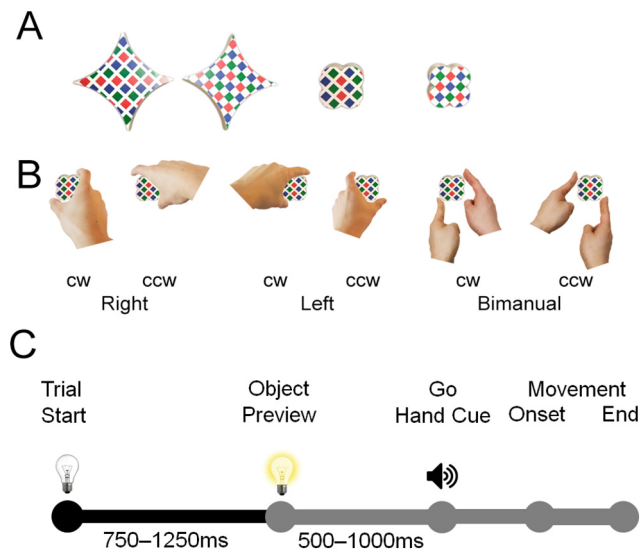 A
B
cw ccw cw ccw cw ccw
Right Left Bimanual
C
Trial Start
Object Preview
Go Hand Cue
Movement Onset End
750–1250ms 500–1000ms